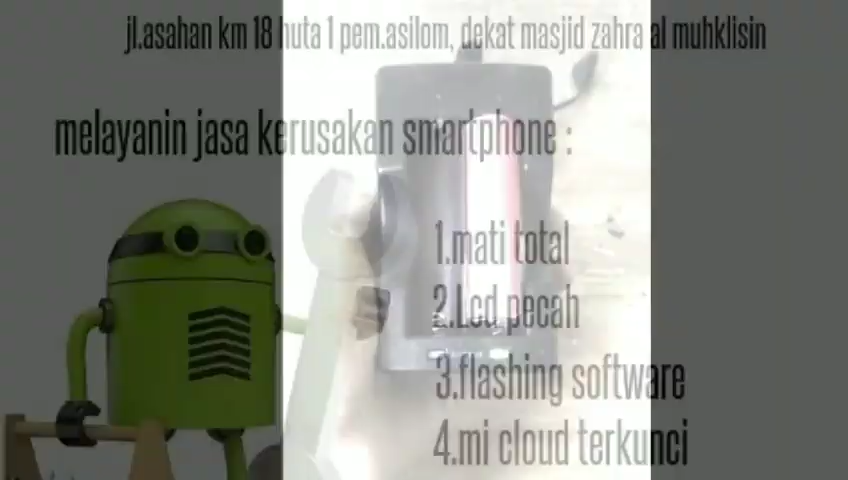 jl.asahan km 18 huta 1 pem.asilom, dekat masjid zahra al muhklisin
melayanin jasa kerusakan smartphone :
1.mati total
2.Lcd pecah
3.flashing software
4.mi cloud terkunci